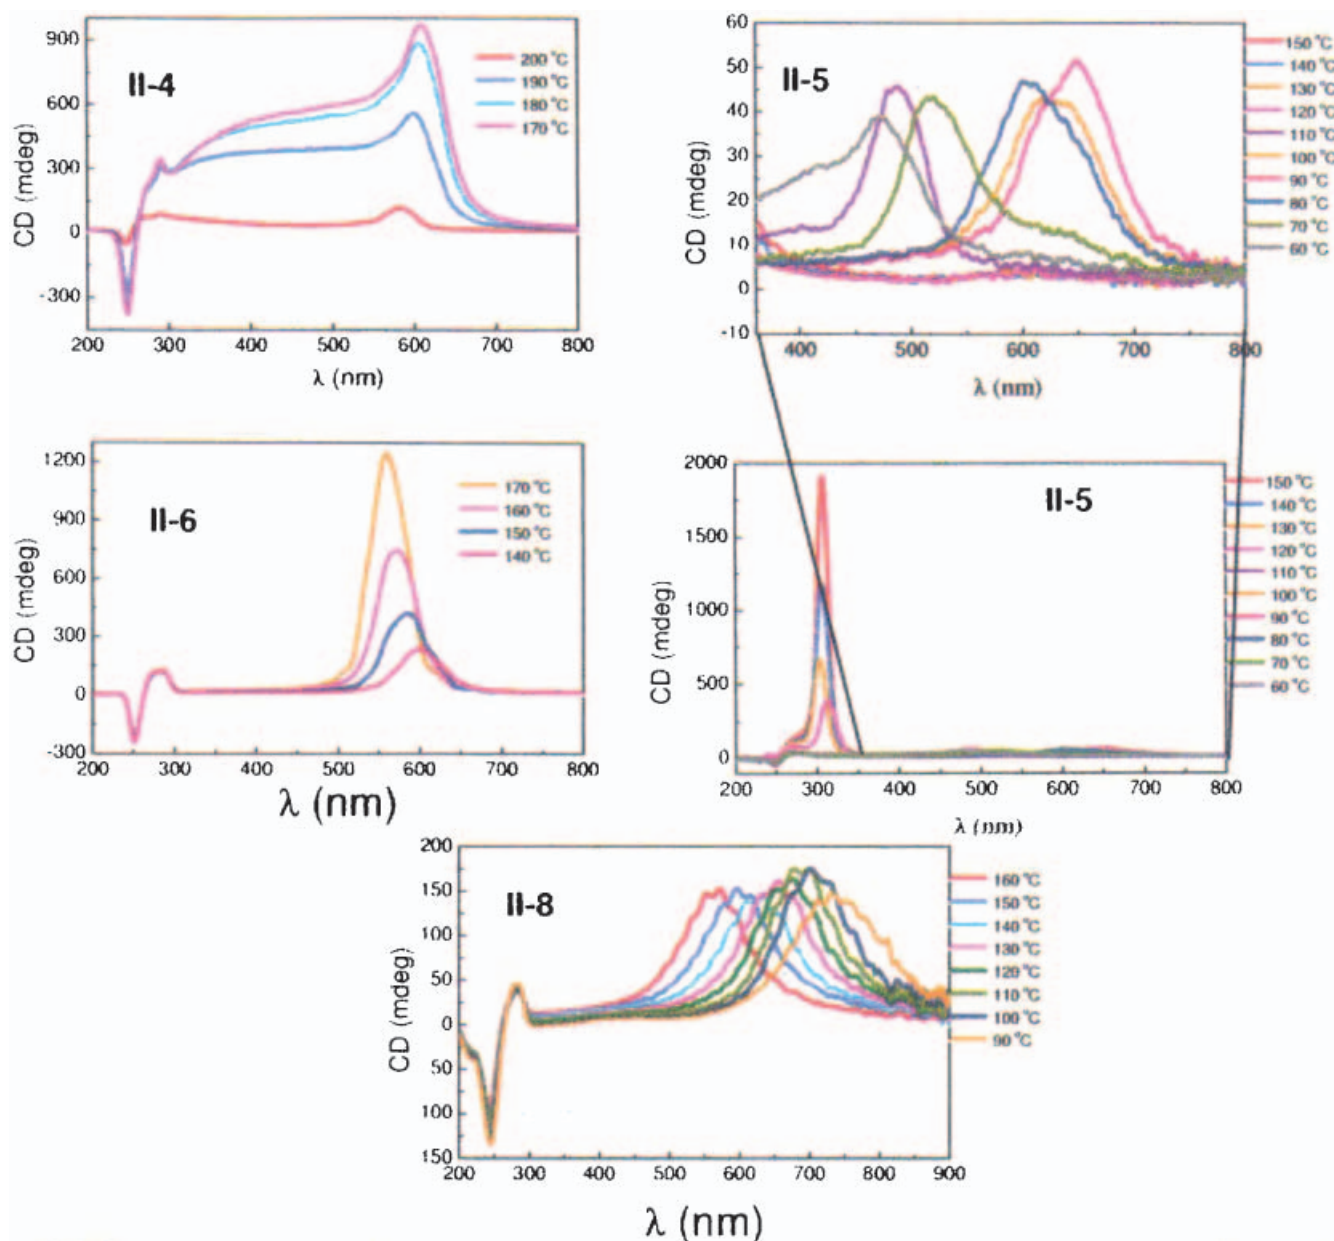 II-4
CD (mdeg)
900
600
300
0
-300
200 300 400 500 600 700 800
λ (nm)
200 °C
190 °C
180 °C
170 °C
II-5
CD (mdeg)
60
50
40
30
20
10
0
-10
400 500 600 700 800
λ (nm)
150 °C
140 °C
130 °C
120 °C
110 °C
100 °C
90 °C
80 °C
70 °C
60 °C
II-6
CD (mdeg)
1200
900
600
300
0
-300
200 300 400 500 600 700 800
λ (nm)
170 °C
160 °C
150 °C
140 °C
II-5
CD (mdeg)
2000
1500
1000
500
0
200 300 400 500 600 700 800
λ (nm)
150 °C
140 °C
130 °C
120 °C
110 °C
100 °C
90 °C
80 °C
70 °C
60 °C
II-8
CD (mdeg)
200
150
100
50
0
50
100
150
200 300 400 500 600 700 800 900
λ (nm)
160 °C
150 °C
140 °C
130 °C
120 °C
110 °C
100 °C
90 °C